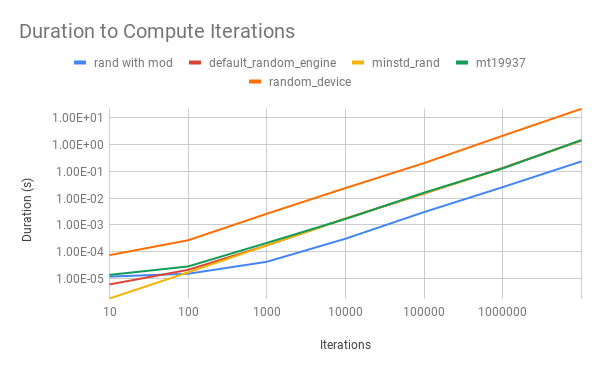 Duration to Compute Iterations
rand with mod default_random_engine minstd_rand mt19937
random_device
1.00E+01
1.00E+00
1.00E-01
1.00E-02
1.00E-03
1.00E-04
1.00E-05
Duration (s)
10 100 1000 10000 100000 1000000
Iterations